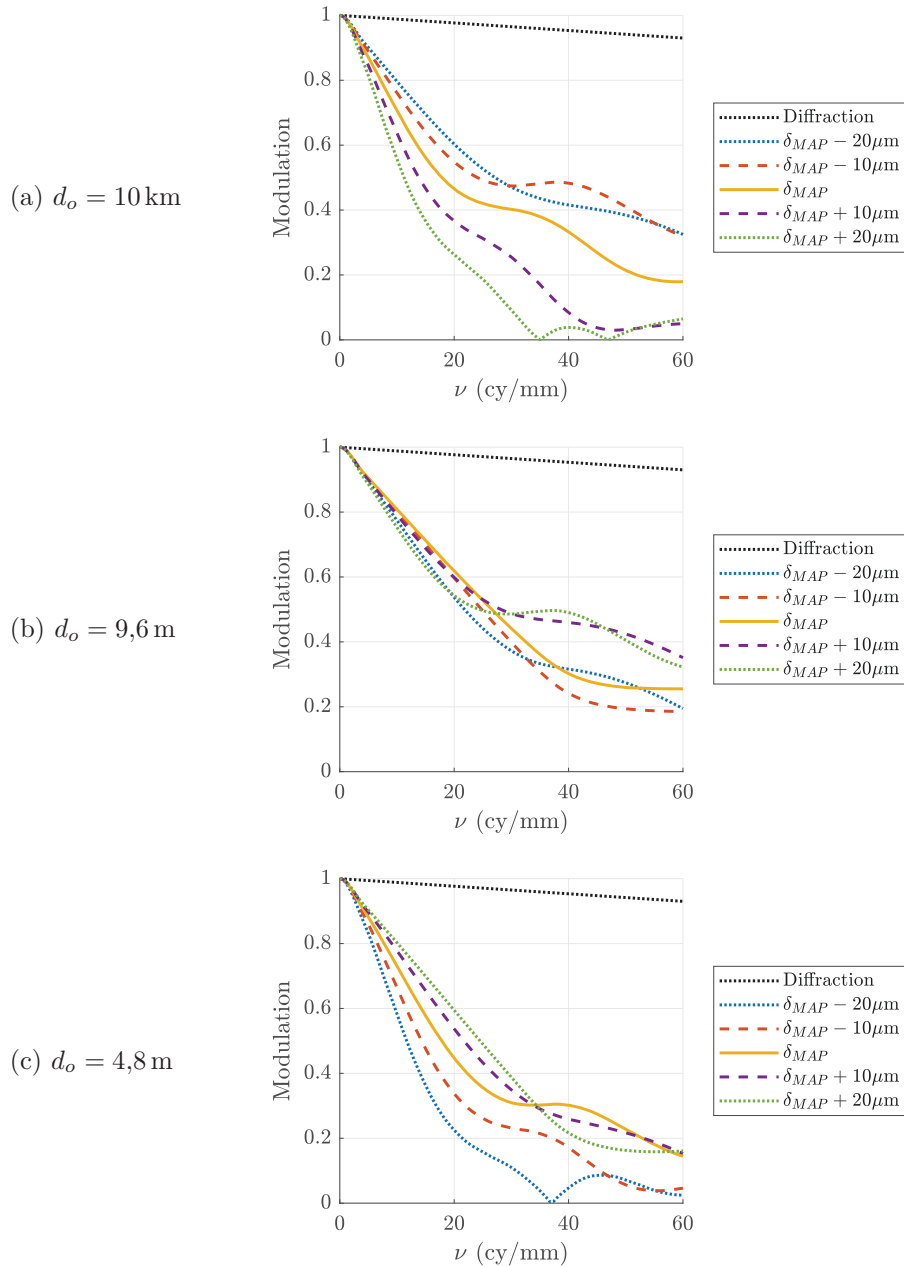 (a) d_o = 10 km
Modulation
1
0.8
0.6
0.4
0.2
0
0 20 40 60
ν (cy/mm)
Diffraction
δ_MAP − 20µm
δ_MAP − 10µm
δ_MAP
δ_MAP + 10µm
δ_MAP + 20µm
(b) d_o = 9,6 m
Modulation
1
0.8
0.6
0.4
0.2
0
0 20 40 60
ν (cy/mm)
Diffraction
δ_MAP − 20µm
δ_MAP − 10µm
δ_MAP
δ_MAP + 10µm
δ_MAP + 20µm
(c) d_o = 4,8 m
Modulation
1
0.8
0.6
0.4
0.2
0
0 20 40 60
ν (cy/mm)
Diffraction
δ_MAP − 20µm
δ_MAP − 10µm
δ_MAP
δ_MAP + 10µm
δ_MAP + 20µm